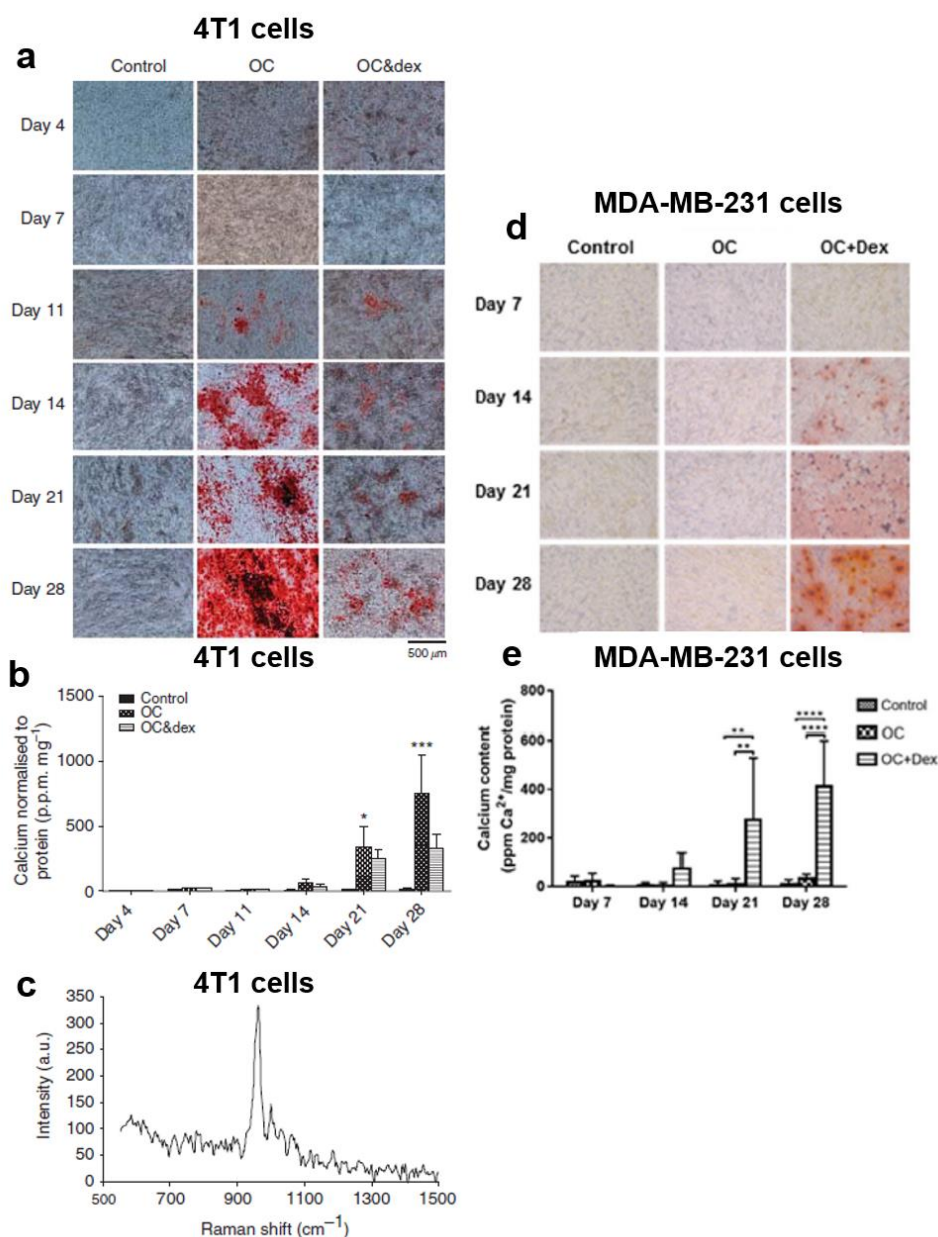 4T1 cells
a
Control OC OC&dex
Day 4
Day 7
Day 11
Day 14
Day 21
Day 28
500 µm
4T1 cells
b
Calcium normalised to
protein (p.p.m. mg⁻¹)
1500
1000
500
0
Control
OC
OC&dex
*
***
Day 4 Day 7 Day 11 Day 14 Day 21 Day 28
c
4T1 cells
Intensity (a.u.)
350
300
250
200
150
100
50
0
500 700 900 1100 1300 1500
Raman shift (cm⁻¹)
MDA-MB-231 cells
d
Control OC OC+Dex
Day 7
Day 14
Day 21
Day 28
e
MDA-MB-231 cells
Calcium content
(ppm Ca²⁺/mg protein)
800
600
400
200
0
**
**
****
****
Control
OC
OC+Dex
Day 7 Day 14 Day 21 Day 28